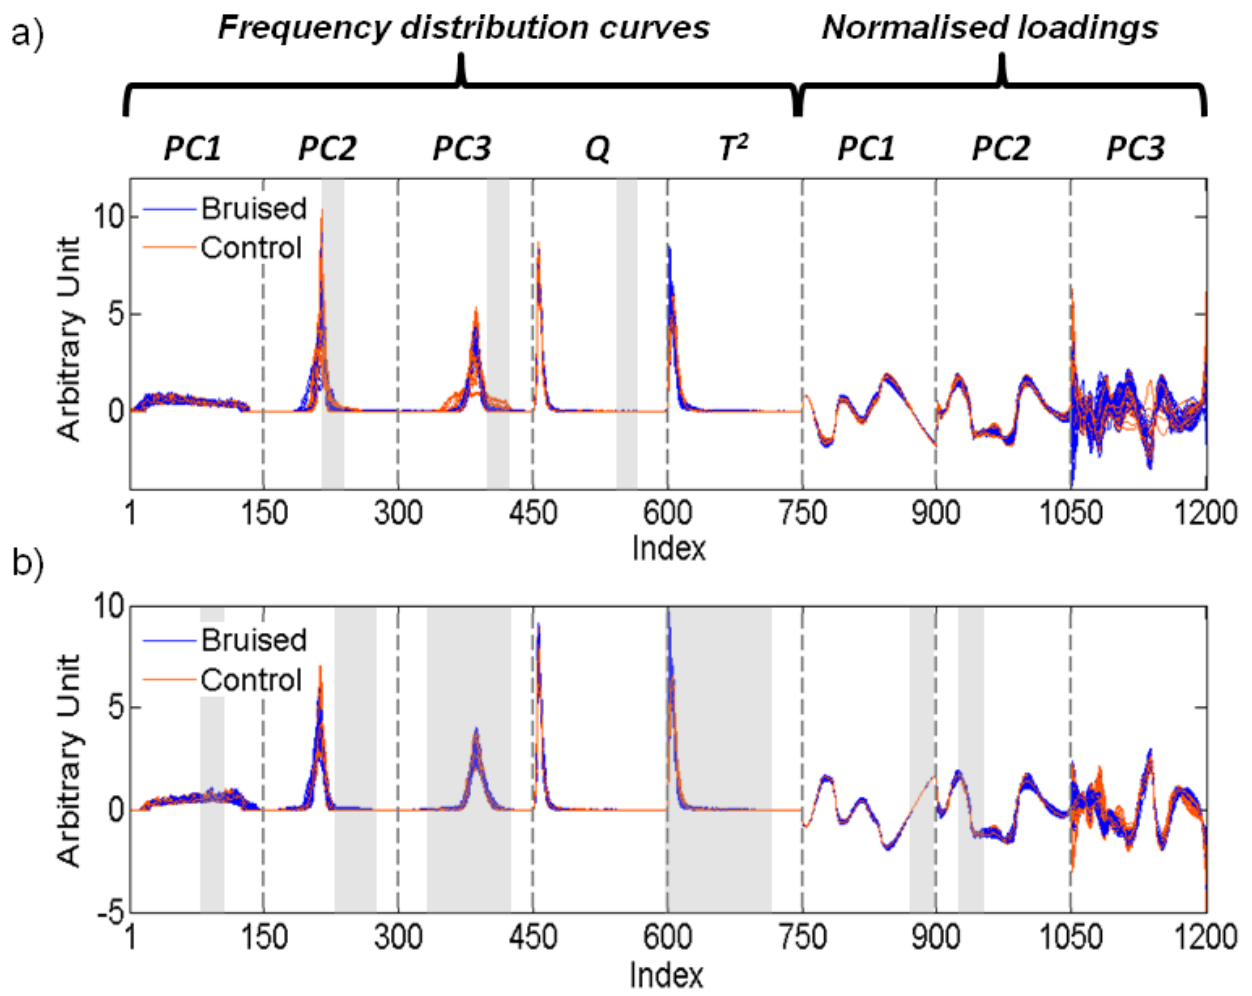 a)
Frequency distribution curves Normalised loadings
PC1 PC2 PC3 Q T² PC1 PC2 PC3
Bruised
Control
10
5
0
Arbitrary Unit
1 150 300 450 600 750 900 1050 1200
Index
b)
Bruised
Control
10
5
0
-5
Arbitrary Unit
1 150 300 450 600 750 900 1050 1200
Index